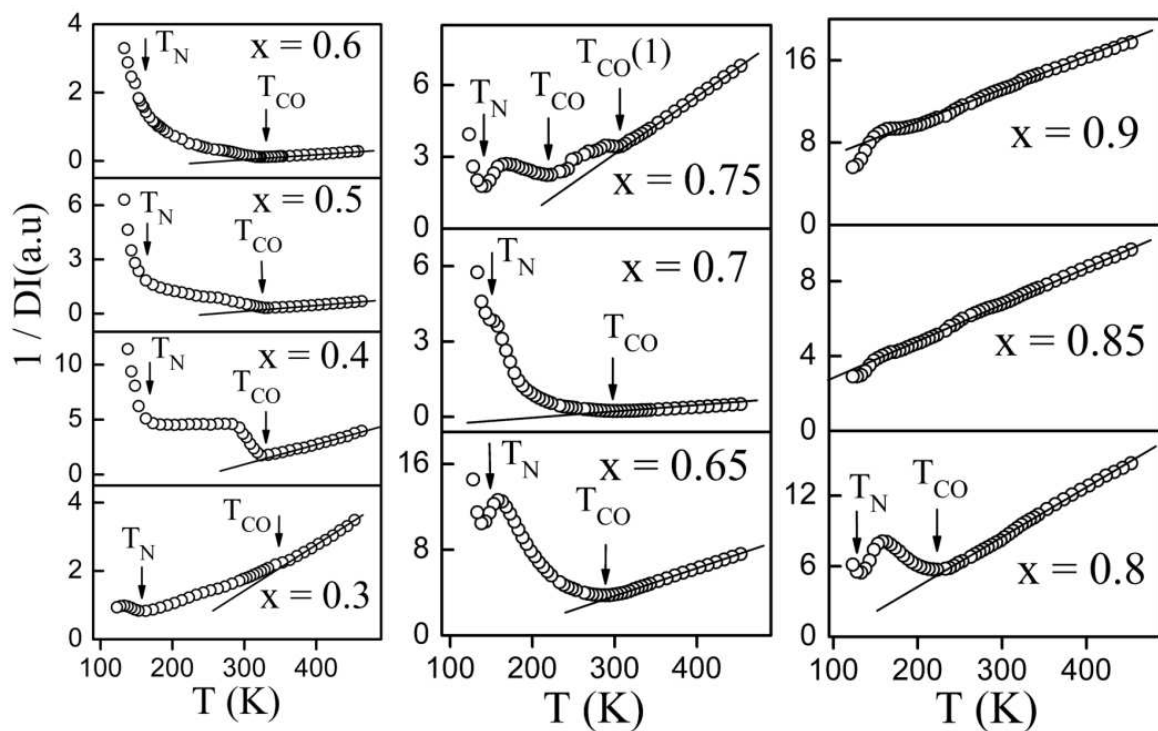 1 / DI(a.u)
4
2
0
T_N
T_CO
x = 0.6
6
3
0
T_N
T_CO
x = 0.5
10
5
0
T_N
T_CO
x = 0.4
4
2
0
T_N
T_CO
x = 0.3
100 200 300 400
T (K)
6
3
0
T_N
T_CO
T_CO(1)
x = 0.75
6
3
0
T_N
T_CO
x = 0.7
16
8
0
T_N
T_CO
x = 0.65
100 200 300 400
T (K)
16
8
0
x = 0.9
8
4
0
x = 0.85
12
6
0
T_N
T_CO
x = 0.8
100 200 300 400
T (K)